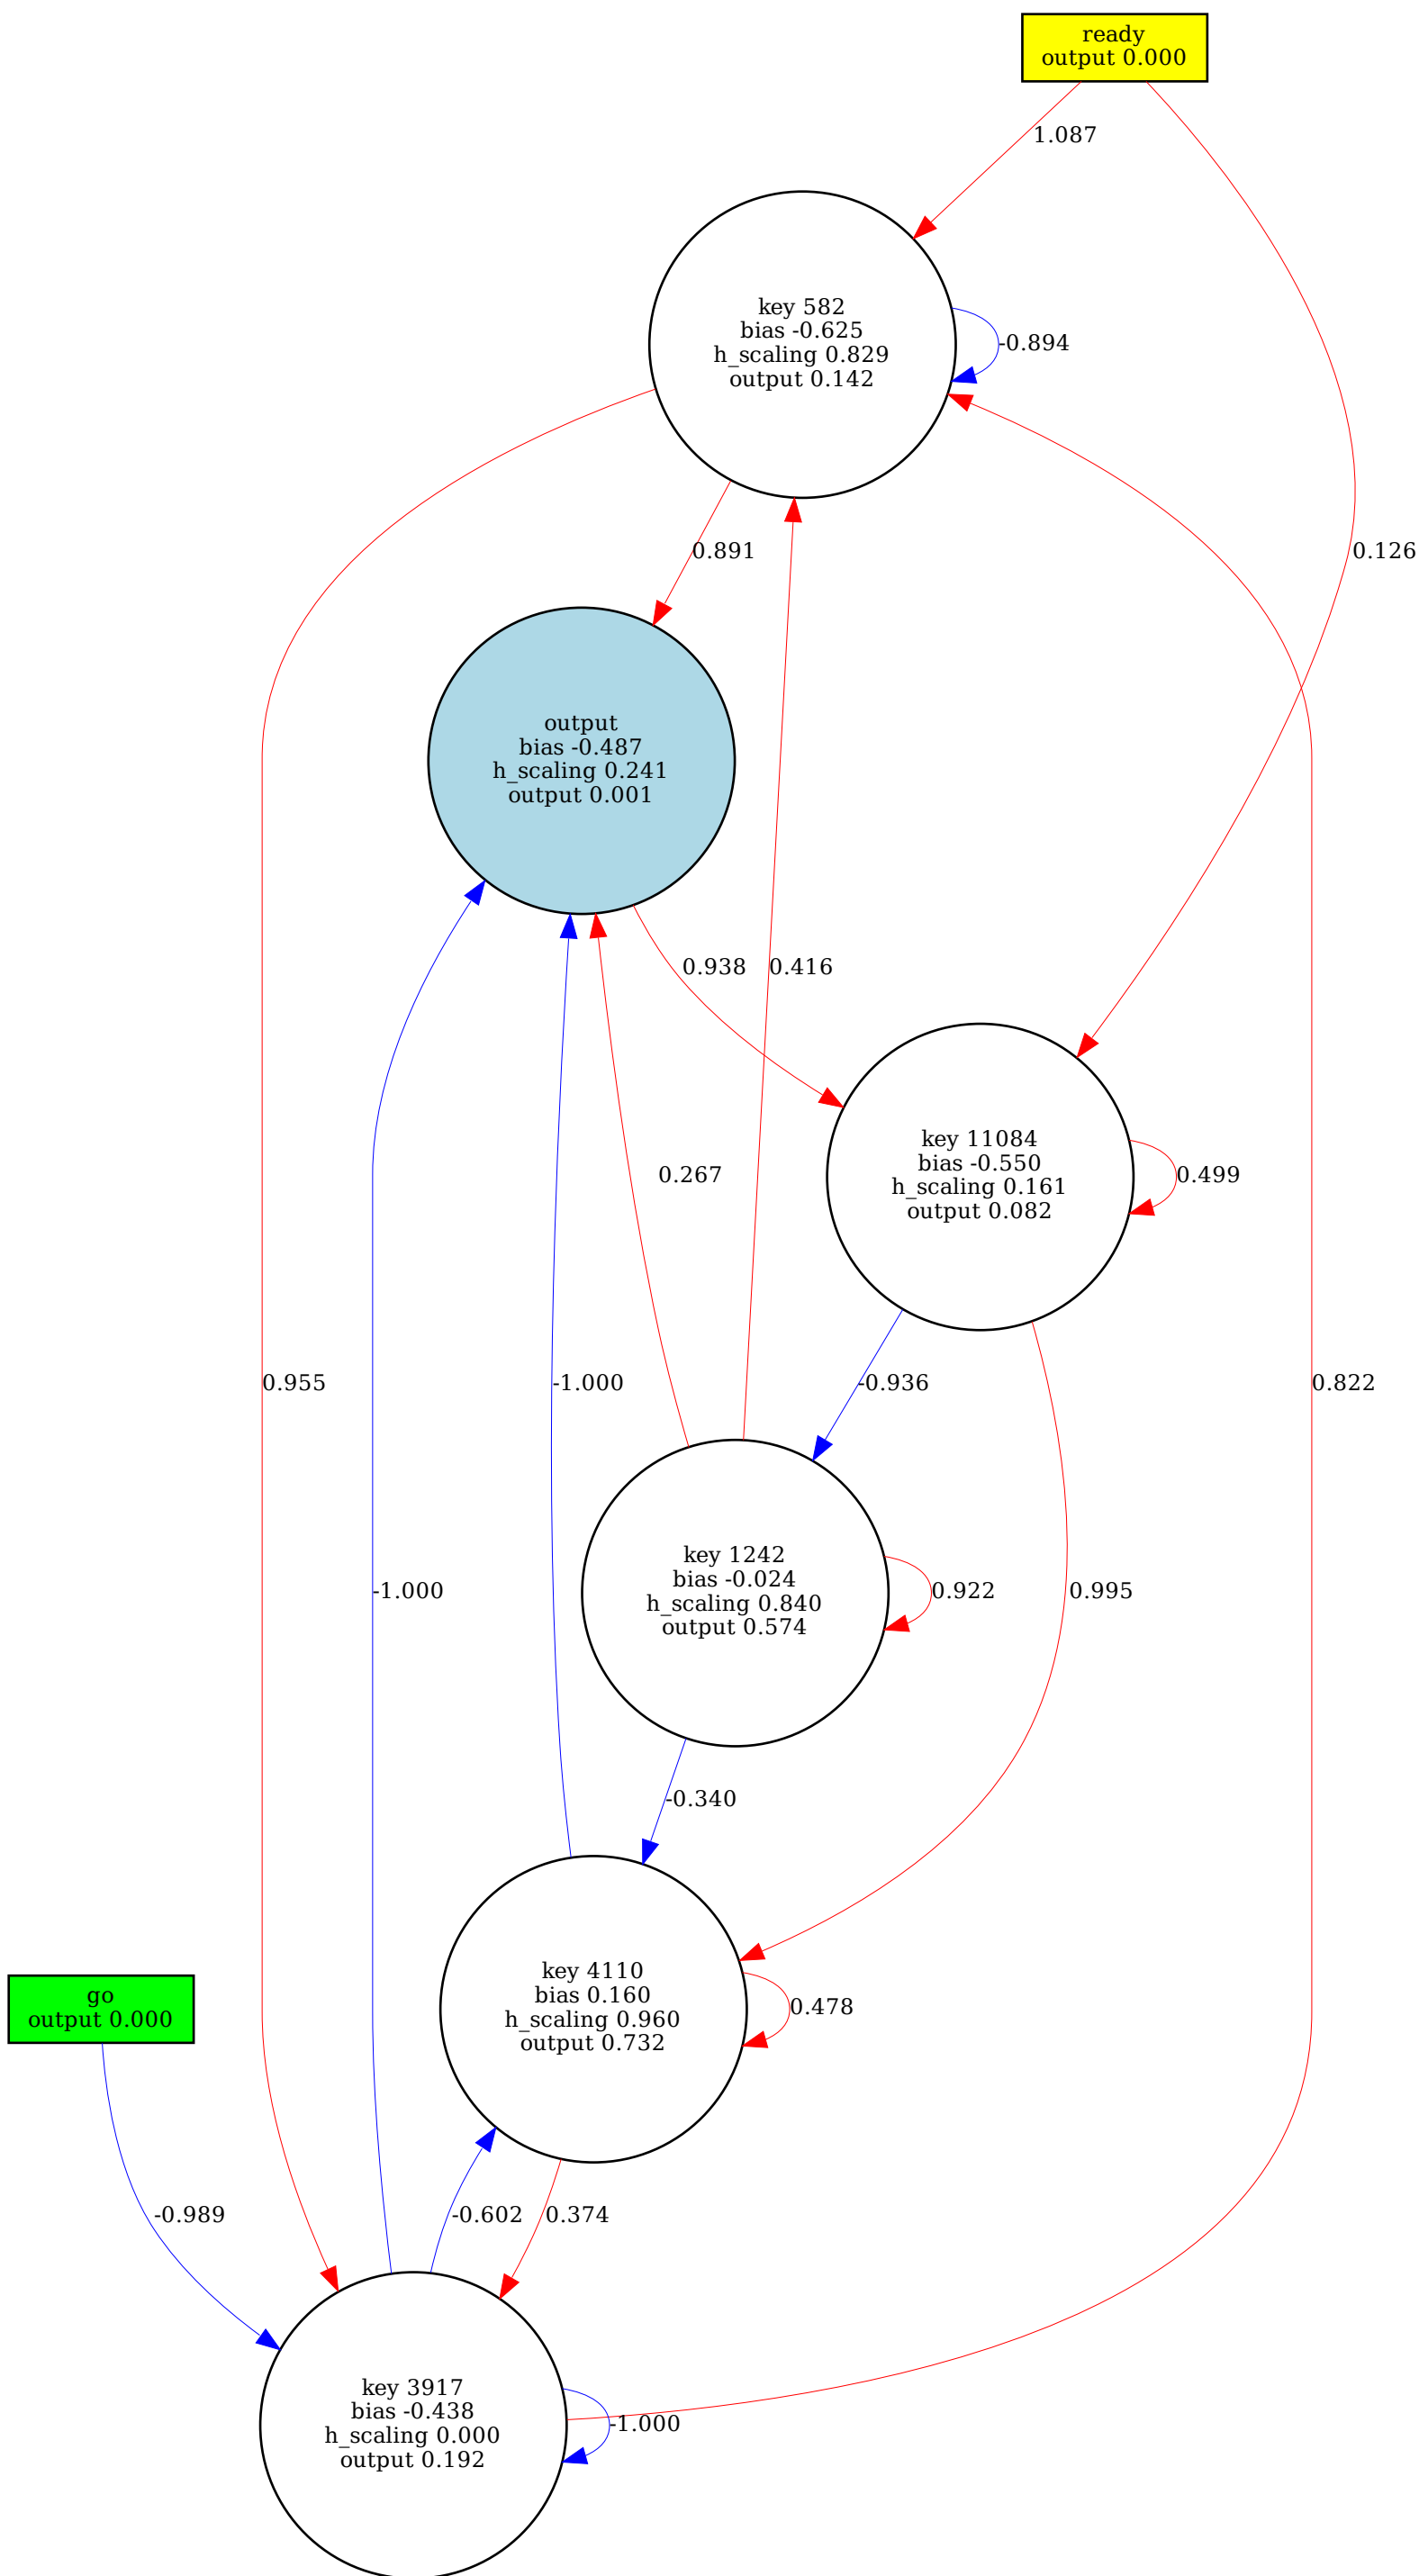 ready
output 0.000
1.087
key 582
bias -0.625
h_scaling 0.829
output 0.142
-0.894
0.891
0.126
output
bias -0.487
h_scaling 0.241
output 0.001
0.938
0.416
key 11084
bias -0.550
h_scaling 0.161
output 0.082
0.267
0.499
0.955
-1.000
-0.936
0.822
key 1242
bias -0.024
h_scaling 0.840
output 0.574
-1.000
0.922
0.995
-0.340
key 4110
bias 0.160
h_scaling 0.960
output 0.732
go
output 0.000
0.478
-0.989
-0.602
0.374
key 3917
bias -0.438
h_scaling 0.000
output 0.192
-1.000